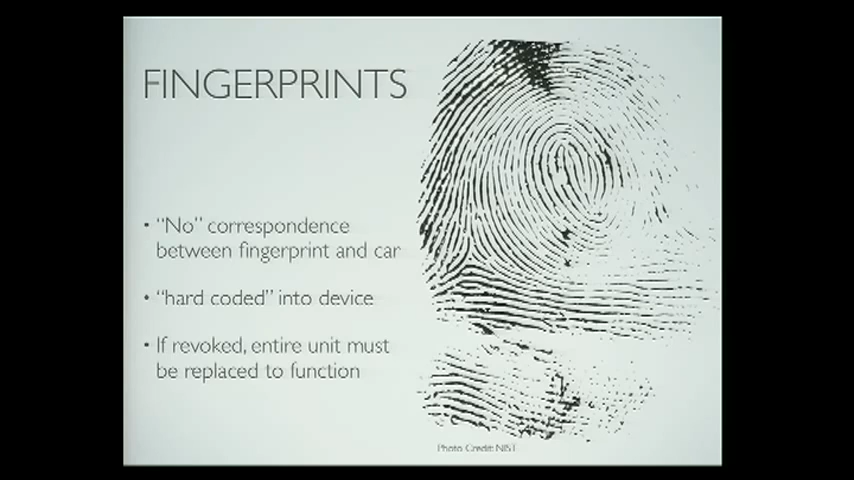 FINGERPRINTS
• “No” correspondence
between fingerprint and car
• “hard coded” into device
• If revoked, entire unit must
be replaced to function
Photo Credit: NIST